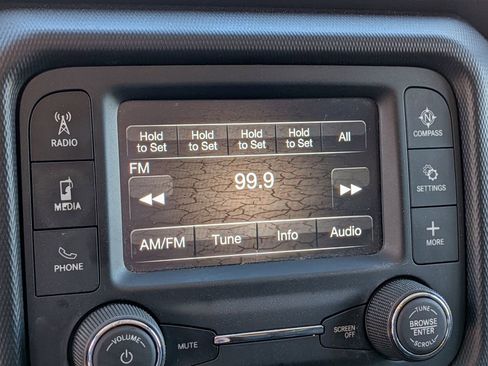 RADIO
MEDIA
PHONE
Hold to Set
Hold to Set
Hold to Set
Hold to Set
All
FM
99.9
AM/FM
Tune
Info
Audio
N
COMPASS
SETTINGS
+
MORE
VOLUME
MUTE
SCREEN OFF
TUNE
BROWSE
ENTER
SCROLL